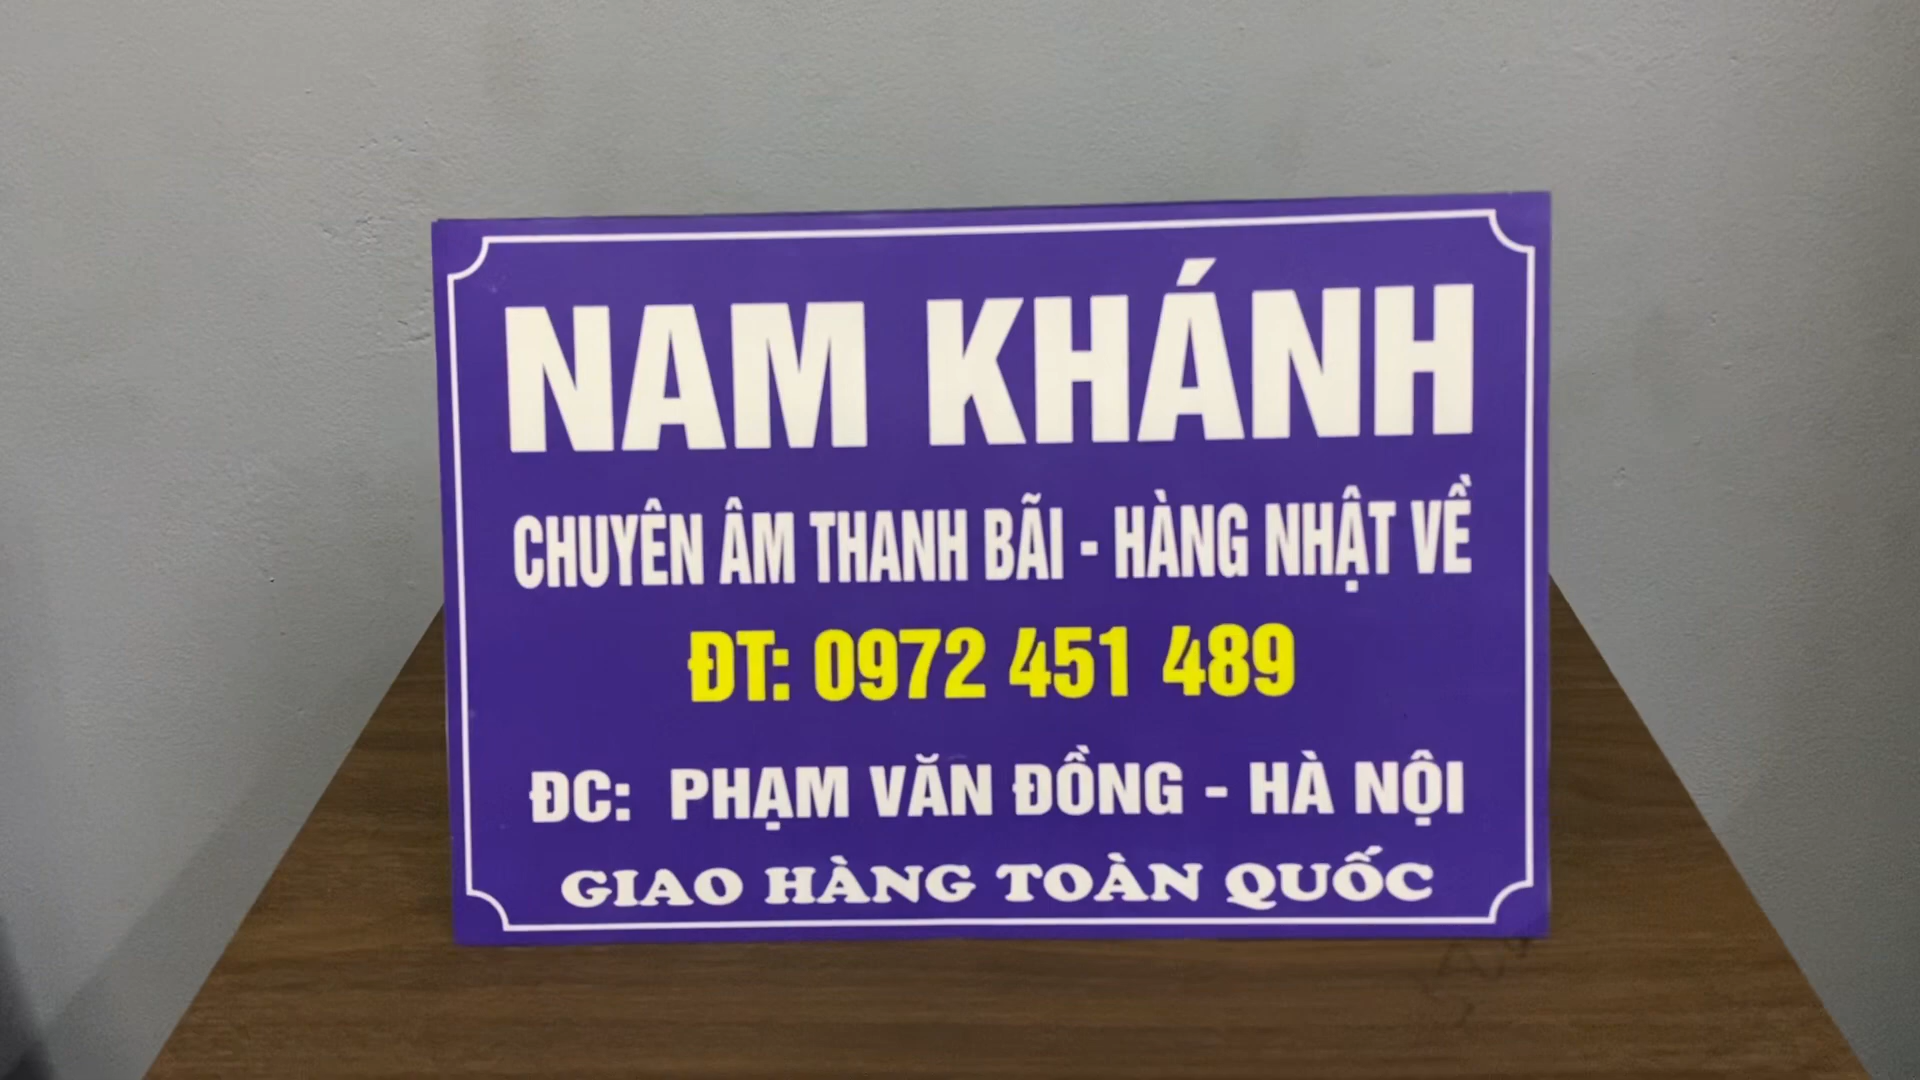 NAM KHÁNH
CHUYÊN ÂM THANH BÃI - HÀNG NHẬT VỀ
ĐT: 0972 451 489
ĐC: PHẠM VĂN ĐỒNG - HÀ NỘI
GIAO HÀNG TOÀN QUỐC